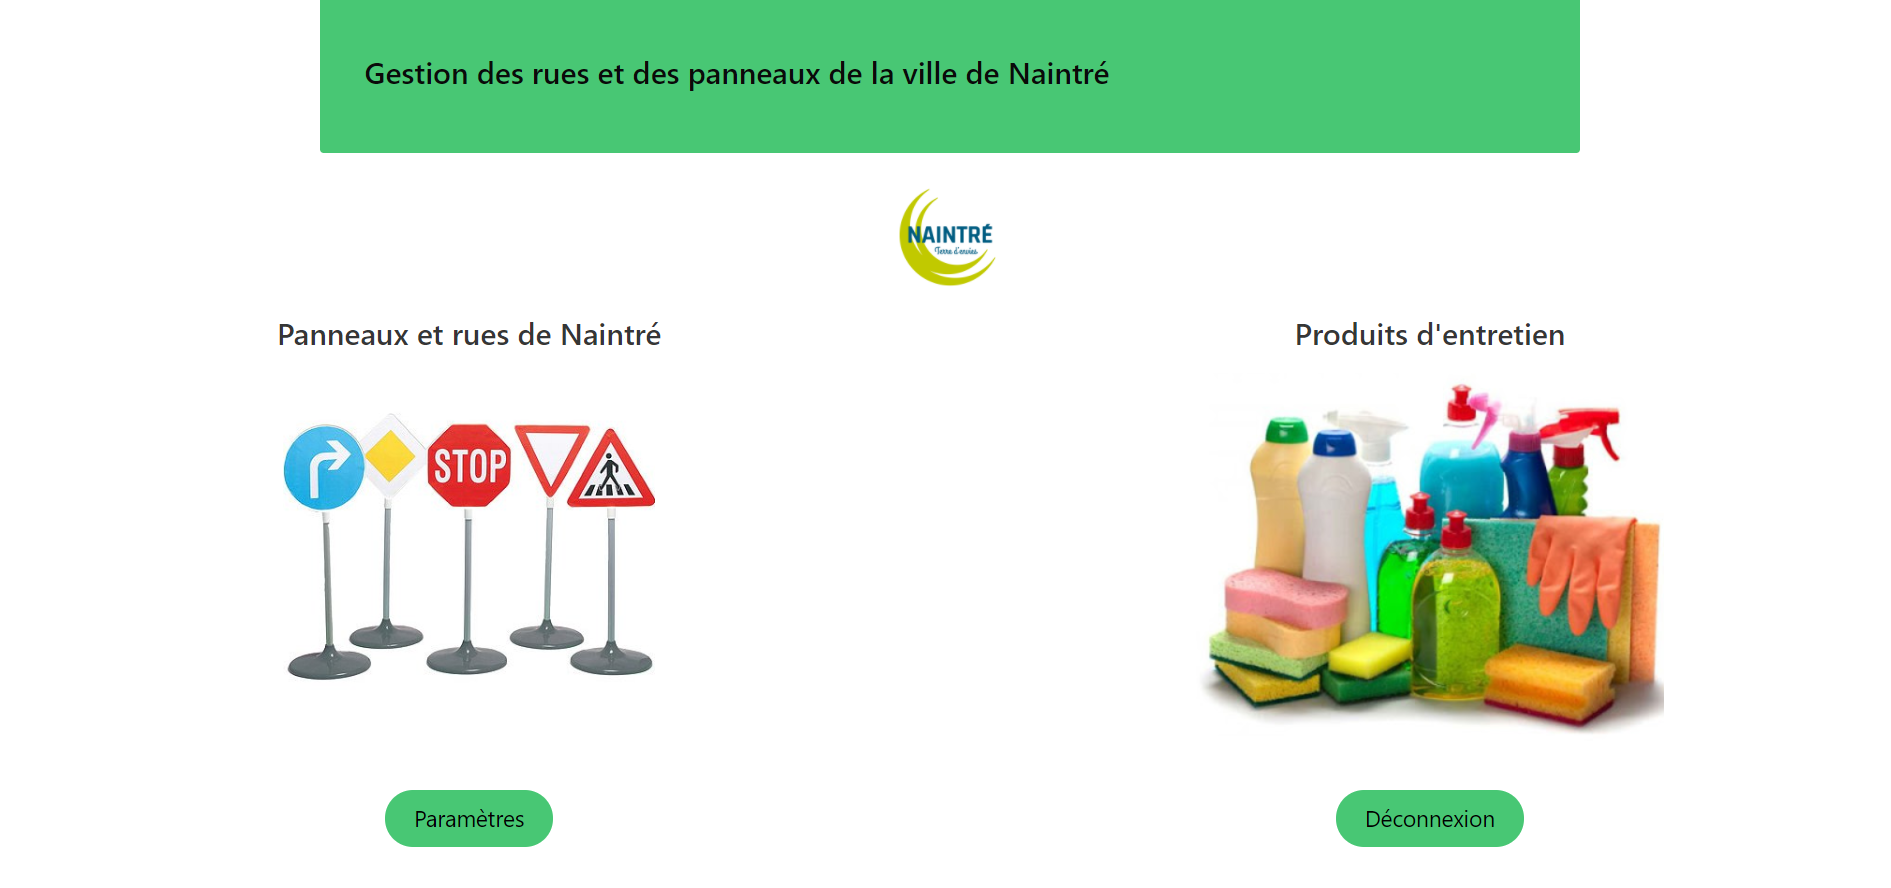 Gestion des rues et des panneaux de la ville de Naintré
NAINTRÉ
Terre d'envies
Panneaux et rues de Naintré
Produits d'entretien
STOP
Paramètres
Déconnexion